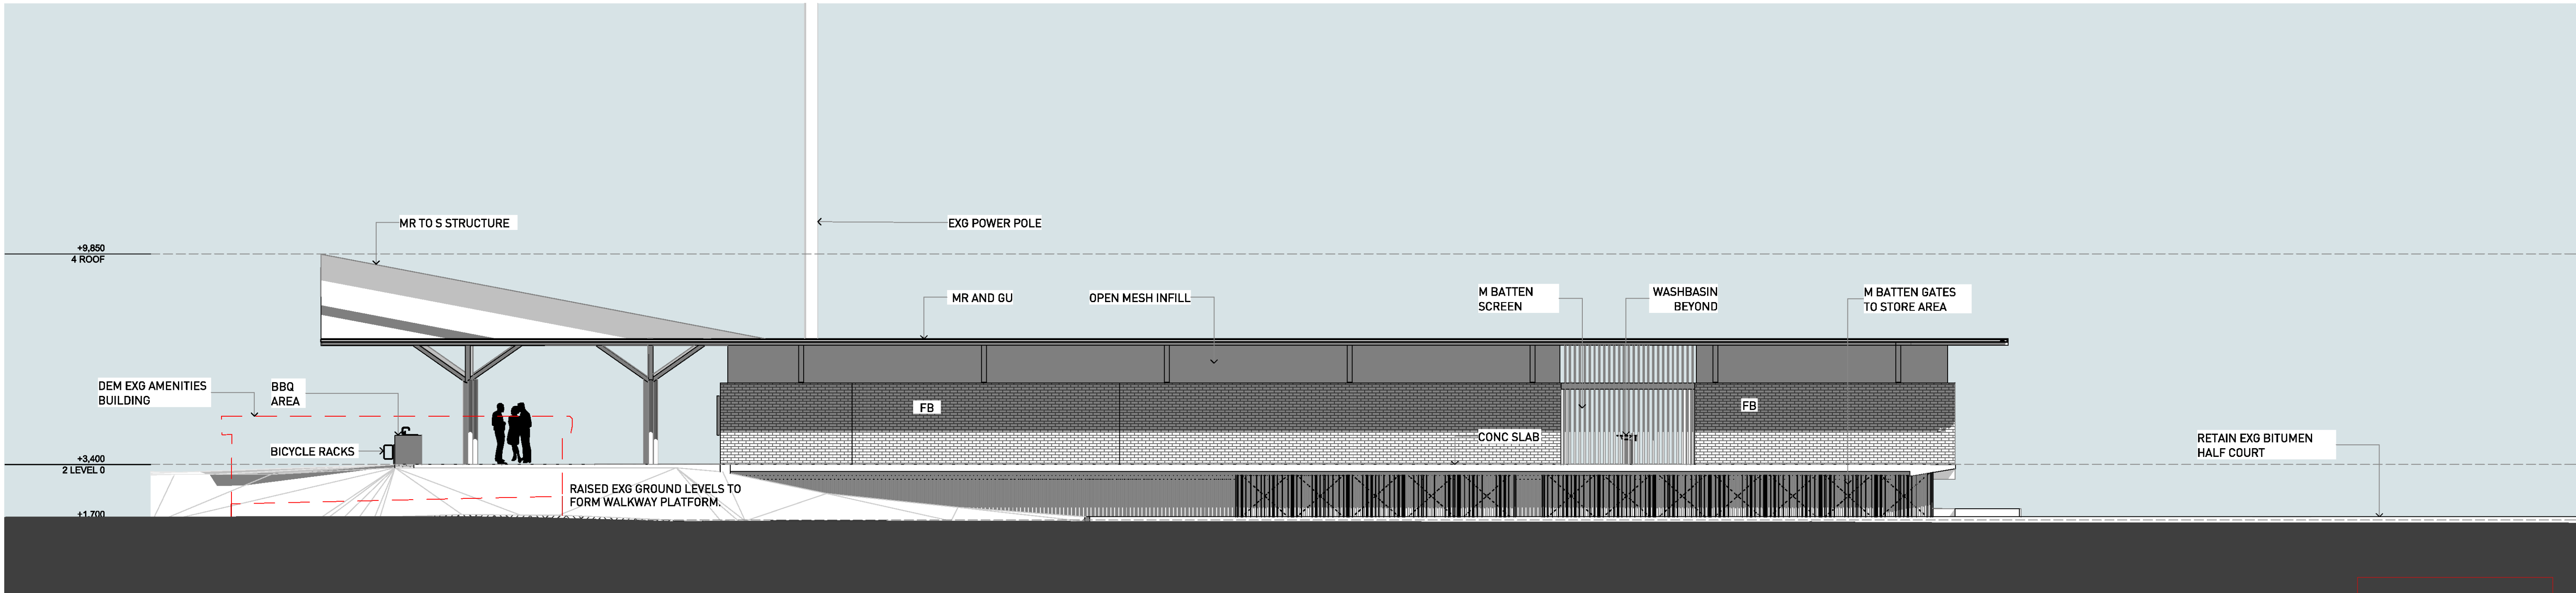 MR TO S STRUCTURE
EXG POWER POLE
+9,850
4 ROOF
MR AND GU
OPEN MESH INFILL
M BATTEN
SCREEN
WASHBASIN
BEYOND
M BATTEN GATES
TO STORE AREA
DEM EXG AMENITIES
BUILDING
BBQ
AREA
FB
FB
BICYCLE RACKS
CONC SLAB
RETAIN EXG BITUMEN
HALF COURT
+3,400
2 LEVEL 0
RAISED EXG GROUND LEVELS TO
FORM WALKWAY PLATFORM.
+1,700